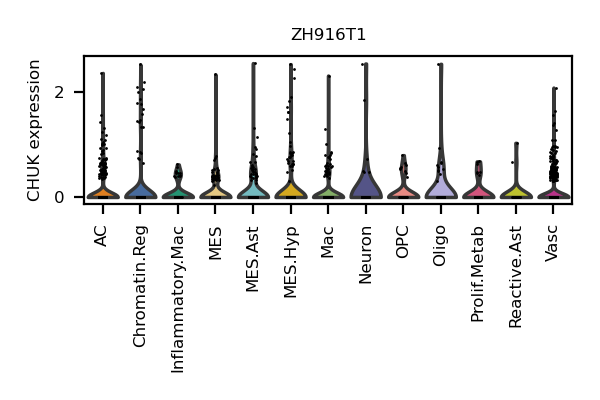 ZH916T1
CHUK expression
2
0
AC
Chromatin.Reg
Inflammatory.Mac
MES
MES.Ast
MES.Hyp
Mac
Neuron
OPC
Oligo
Prolif.Metab
Reactive.Ast
Vasc